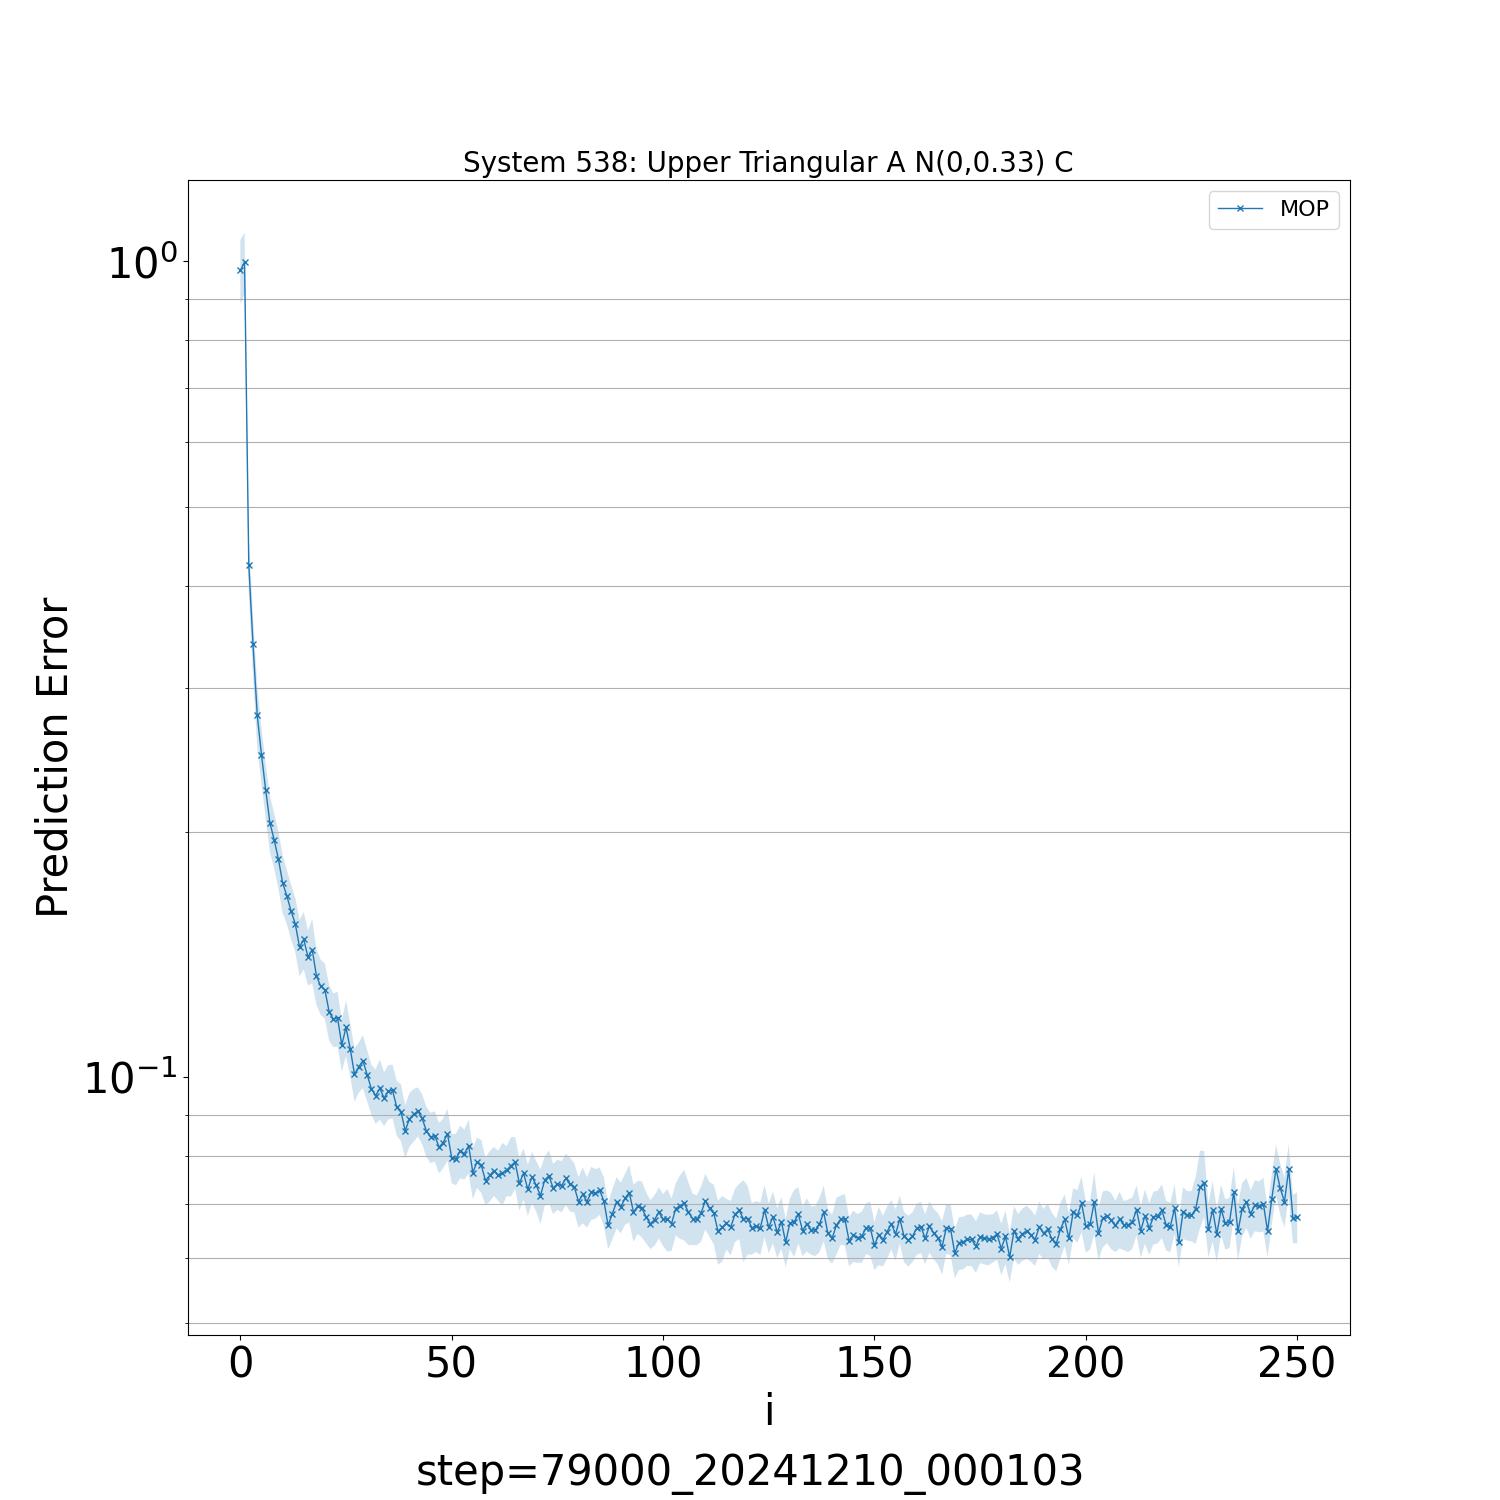 System 538: Upper Triangular A N(0,0.33) C
MOP
10⁰
10⁻¹
Prediction Error
0 50 100 150 200 250
i
step=79000_20241210_000103